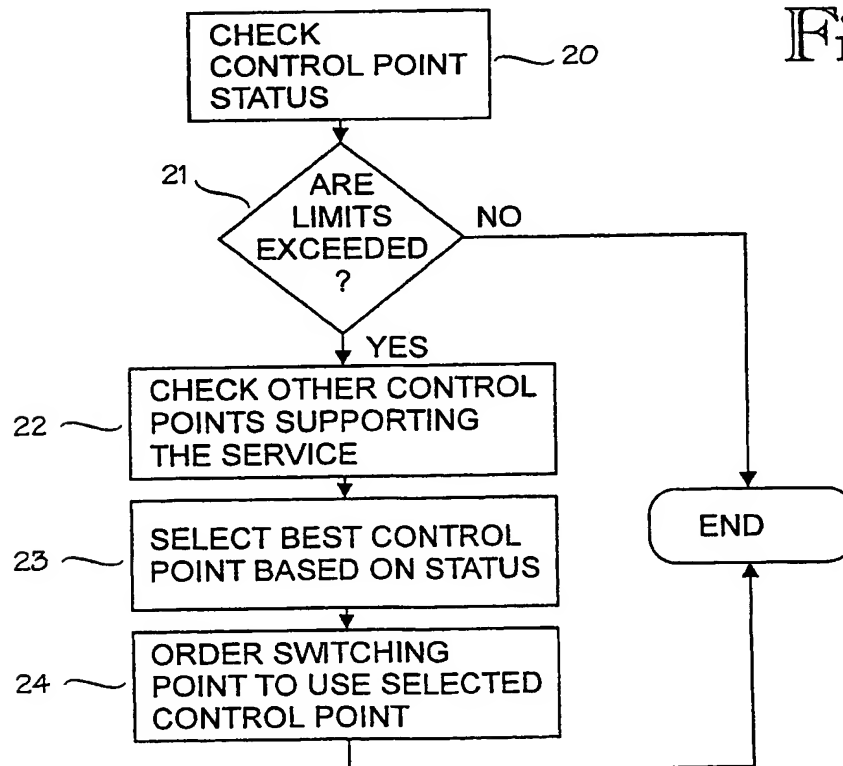 Fi
CHECK
CONTROL POINT
STATUS
20
21
ARE
LIMITS
EXCEEDED
?
NO
YES
22
CHECK OTHER CONTROL
POINTS SUPPORTING
THE SERVICE
23
SELECT BEST CONTROL
POINT BASED ON STATUS
END
24
ORDER SWITCHING
POINT TO USE SELECTED
CONTROL POINT